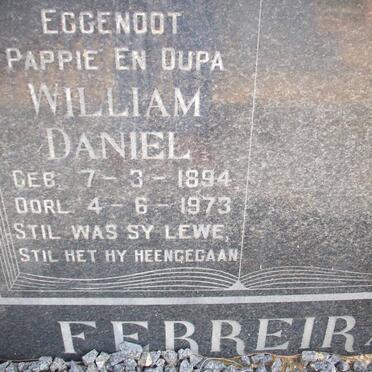 EGGENOOT
PAPPIE EN OUPA
WILLIAM
DANIEL
GEB. 7-3-1894
OORL. 4-6-1973
STIL WAS SY LEWE,
STIL HET HY HEENGEGAAN
FERREIRA